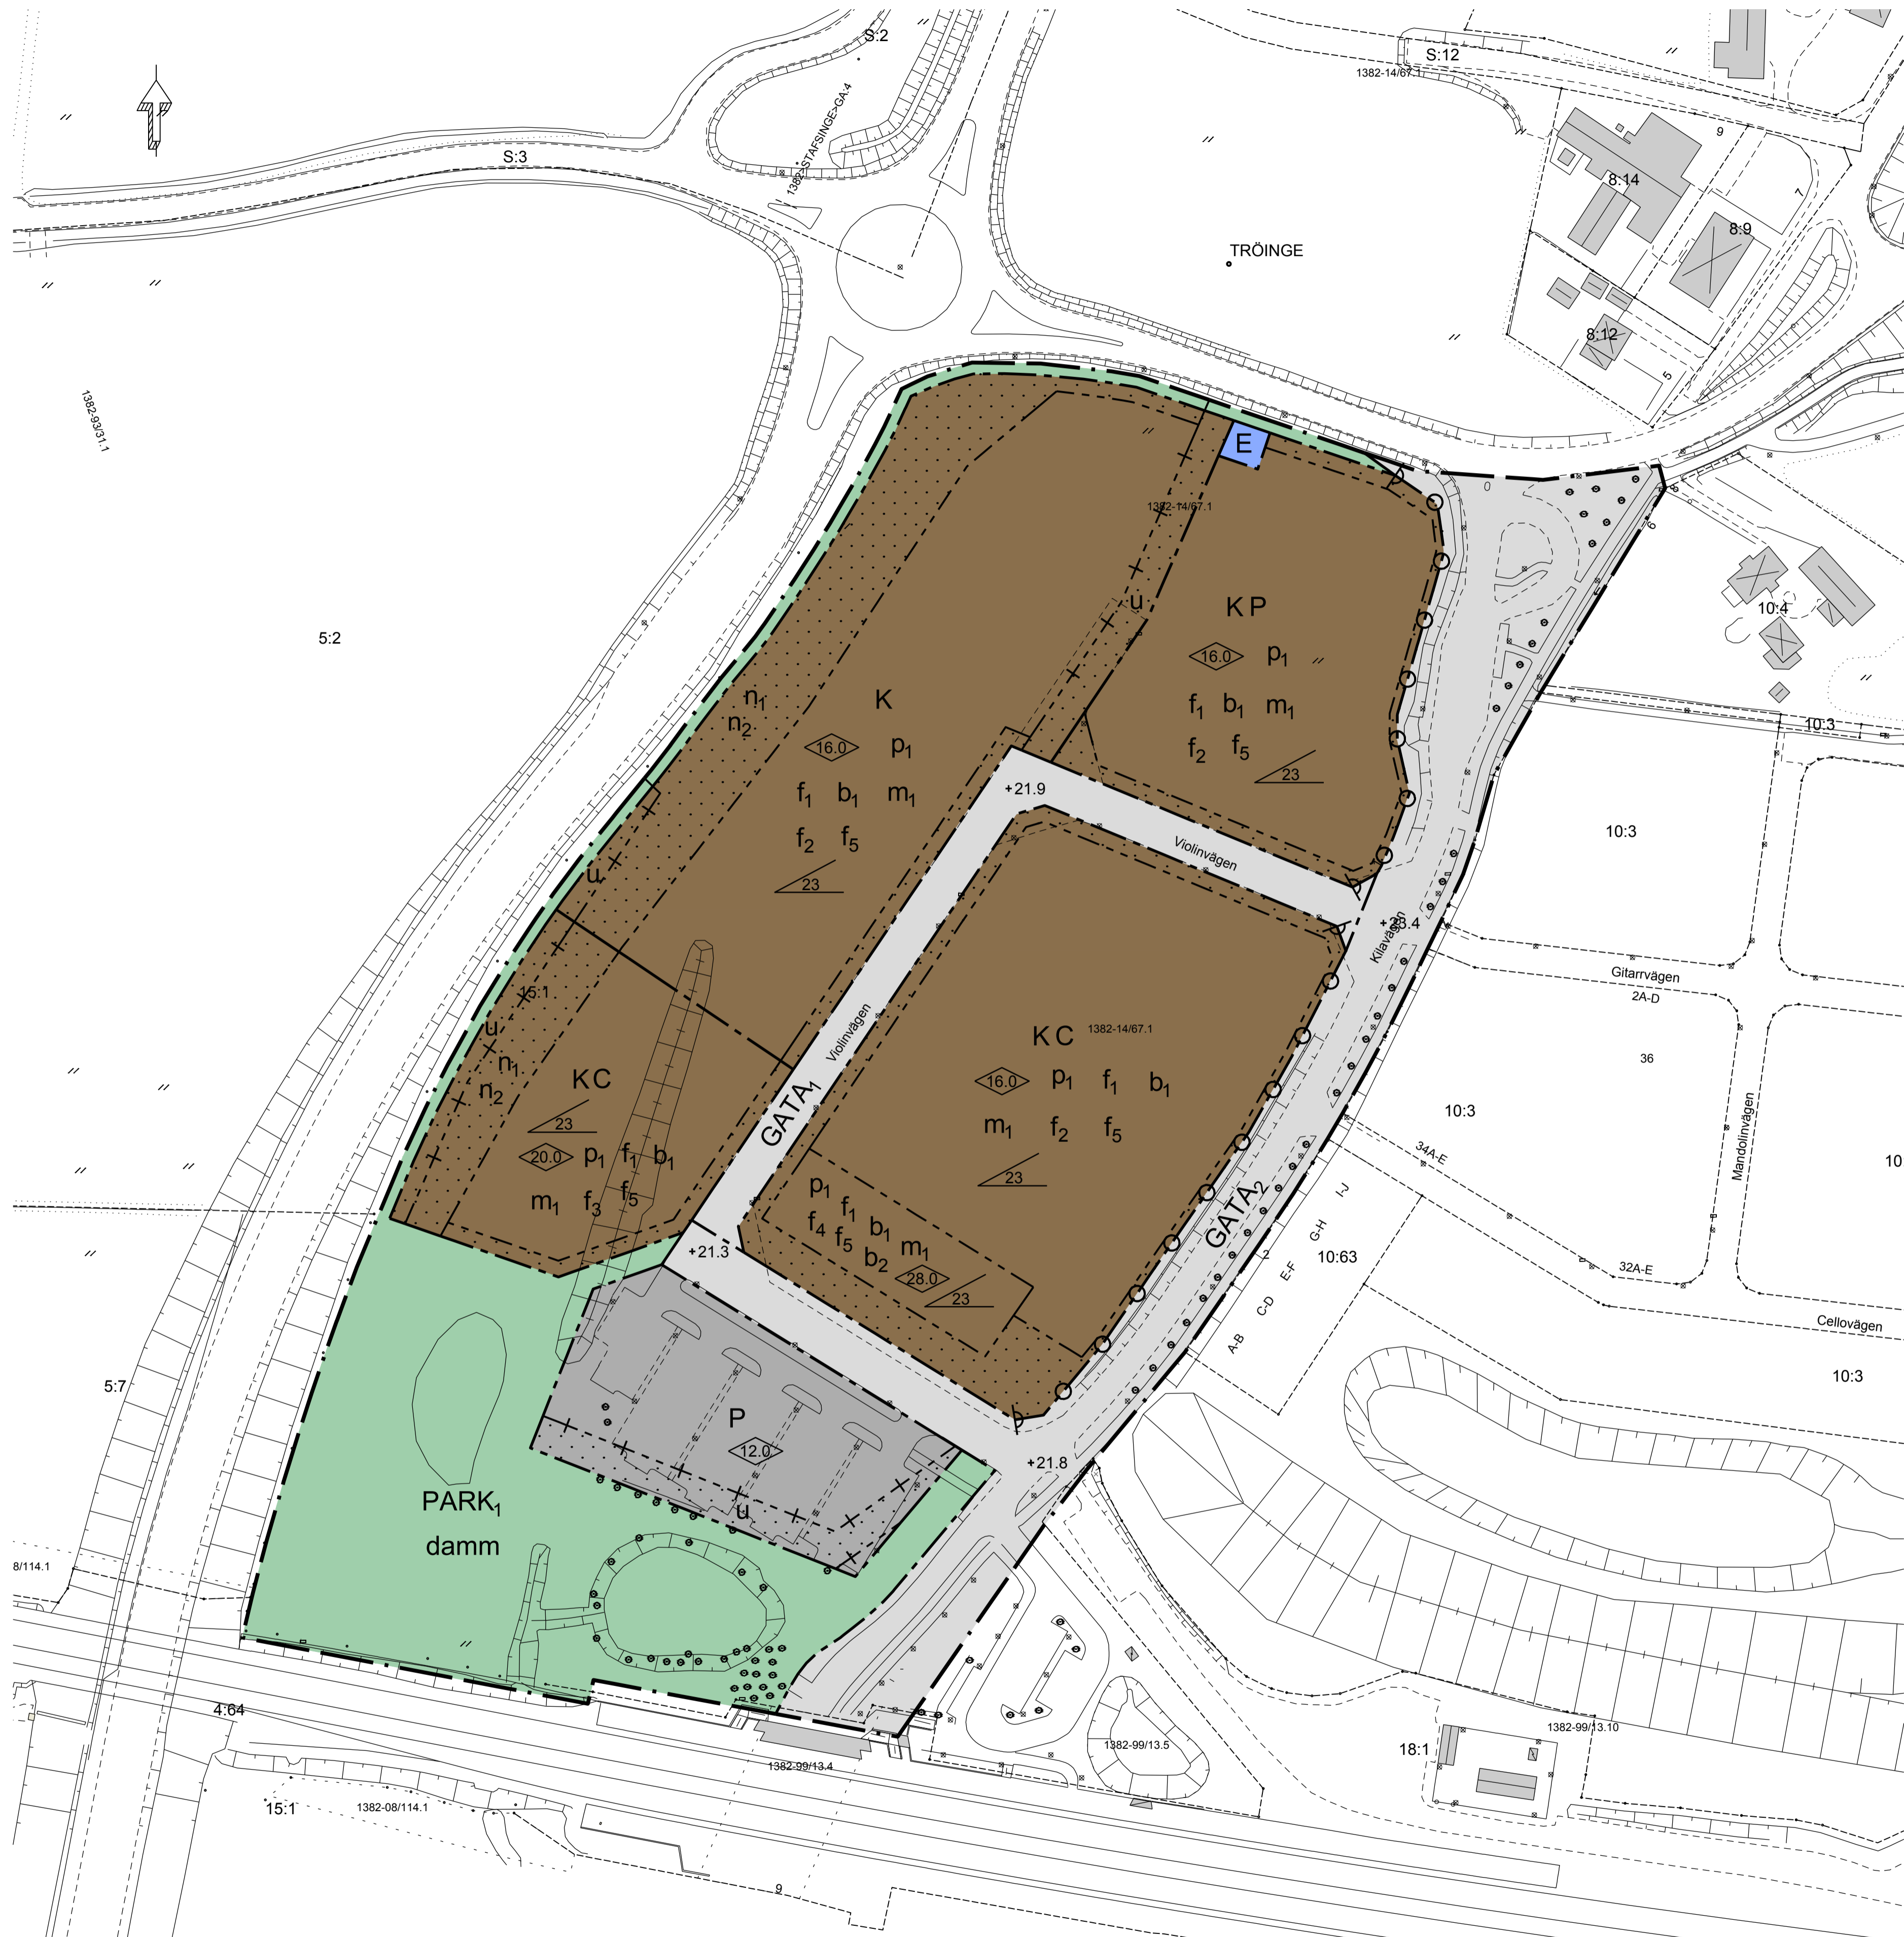 S:2
S:12
1382-14/67.1
1382>STAFSINGE>GA:4
S:3
9
7
8:14
8:9
TRÖINGE
8:12
5
1382-93/31.1
E
0
6
1382-14/67.1
5:2
u
K P
16.0 p1
f1 b1 m1
f2 f5
23
10:4
10:3
n1
n2
K
16.0 p1
f1 b1 m1
f2 f5
23
+21.9
Violinvägen
10:3
u
Kilavägen
Gitarrvägen
2A-D
15:1
u
n1
n2
Violinvägen
K C 1382-14/67.1
16.0 p1 f1 b1
m1 f2 f5
23
36
10:3
Mandolinvägen
10
K C
23
20.0 p1 f1 b1
m1 f3 f5
GATA1
34A-E
I-J
G-H
E-F
C-D
A-B
2
10:63
32A-E
GATA2
p1 f1 b1 m1
f4 f5 b2
28.0 23
+21.3
Cellovägen
10:3
5:7
P
12.0
u
+21.8
PARK1
damm
8/114.1
4:64
1382-99/13.4
1382-99/13.5
1382-99/13.10
18:1
15:1
1382-08/114.1
9